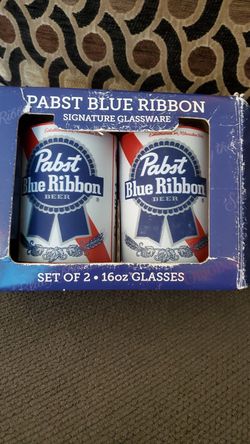 PABST BLUE RIBBON
SIGNATURE GLASSWARE
Pabst
Blue Ribbon
BEER
Pabst
Blue Ribbon
BEER
SET OF 2 • 16oz GLASSES